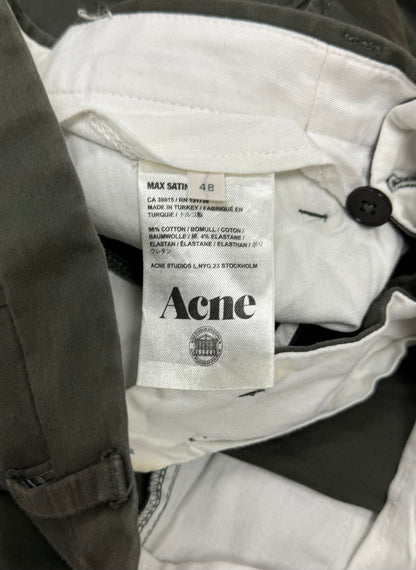 MAX SATIN
48
CA 39815 / RN
MADE IN TURKEY / FABRIQUÉ EN
TURQUIE / トルコ製
96% COTTON / BOMULL / COTON /
BAUMWOLLE / 綿, 4% ELASTANE /
ELASTAN / ÉLASTANE / ELASTHAN / ポリ
ウレタン
ACNE STUDIOS L.NYG.23 STOCKHOLM
Acne